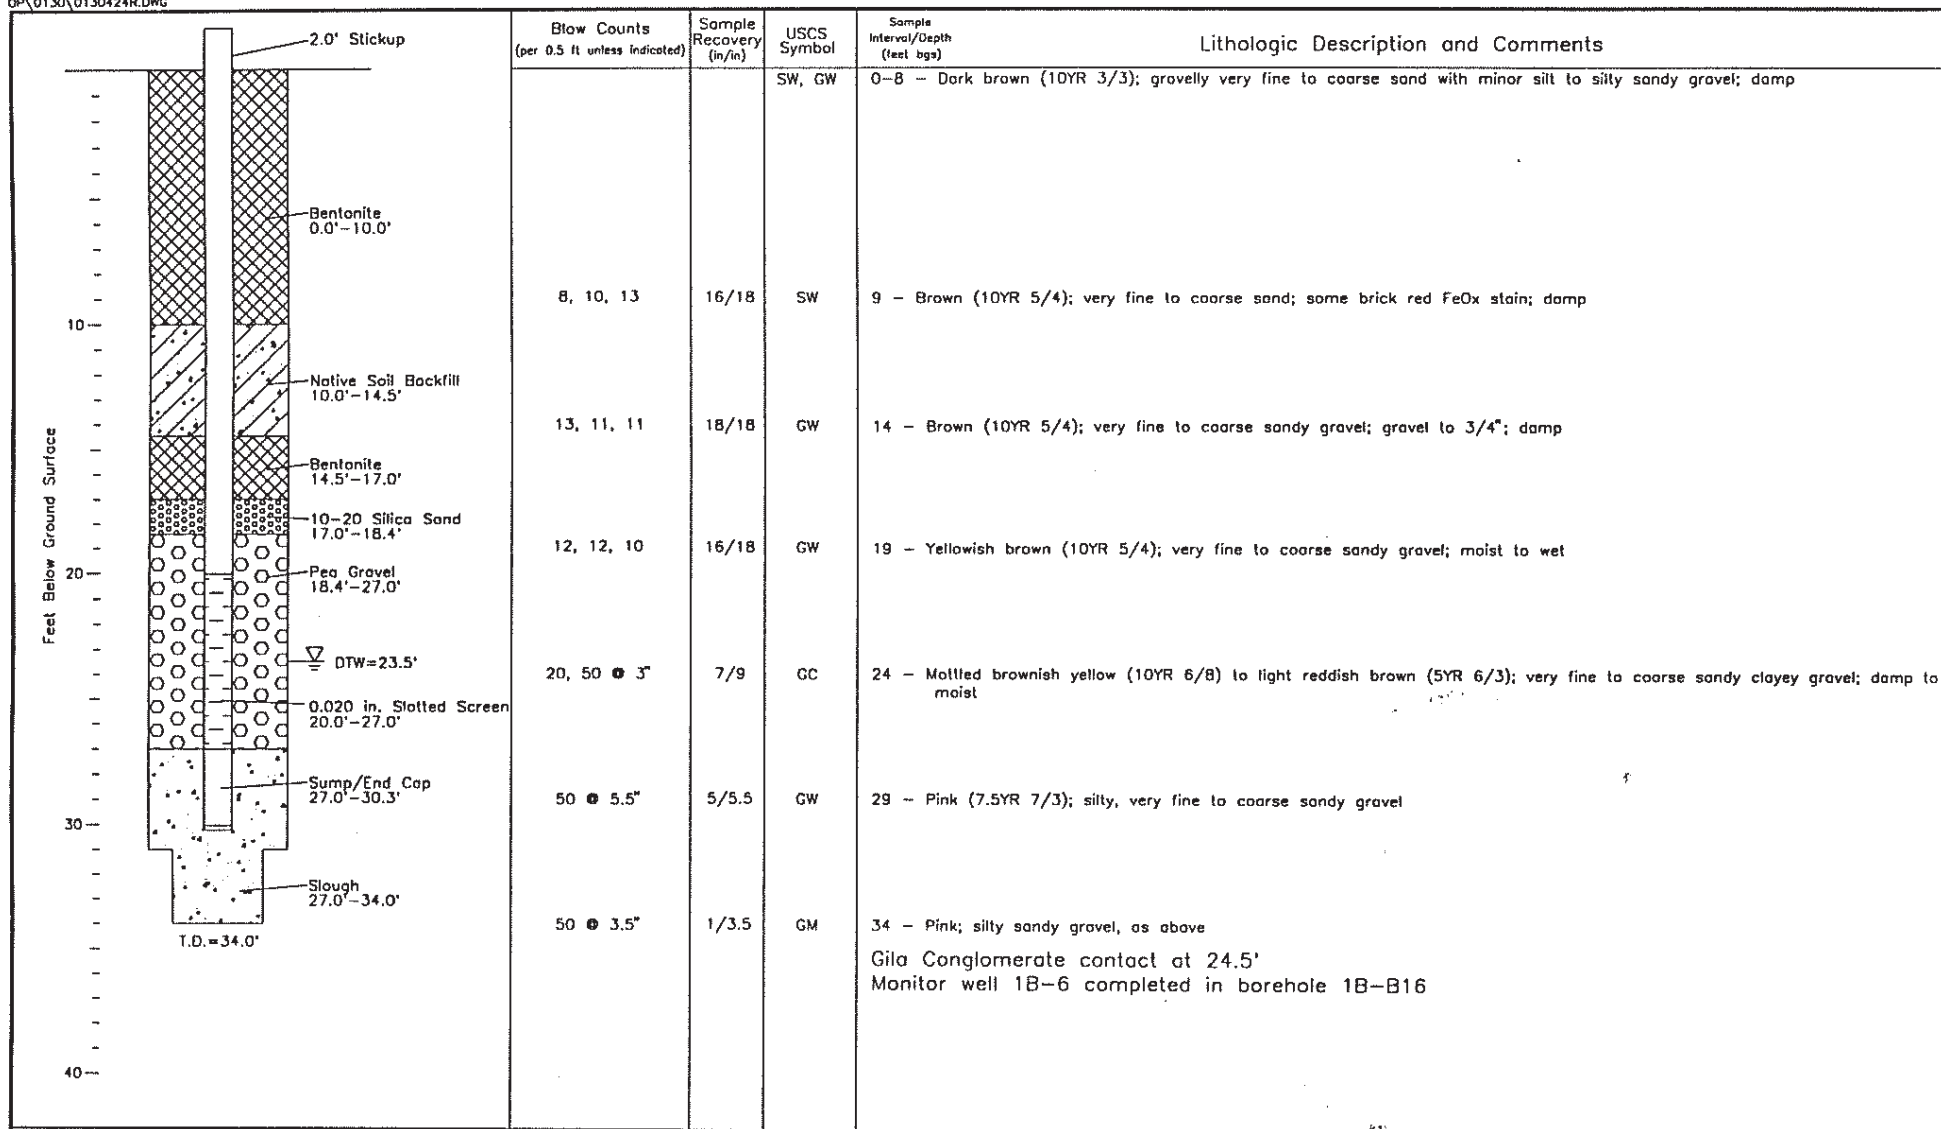 OP\0130\0130424R.DWG
Blow Counts
(per 0.5 ft unless indicated)
Sample
Recovery
(in/in)
USCS
Symbol
Sample
Interval/Depth
(feet bgs)
Lithologic Description and Comments
2.0' Stickup
SW, GW
0-8 - Dark brown (10YR 3/3); gravelly very fine to coarse sand with minor silt to silty sandy gravel; damp
Bentonite
0.0'-10.0'
8, 10, 13
16/18
SW
9 - Brown (10YR 5/4); very fine to coarse sand; some brick red FeOx stain; damp
10
Native Soil Backfill
10.0'-14.5'
13, 11, 11
18/18
GW
14 - Brown (10YR 5/4); very fine to coarse sandy gravel; gravel to 3/4"; damp
Bentonite
14.5'-17.0'
10-20 Silica Sand
17.0'-18.4'
12, 12, 10
16/18
GW
19 - Yellowish brown (10YR 5/4); very fine to coarse sandy gravel; moist to wet
Feet Below Ground Surface
20
Pea Gravel
18.4'-27.0'
DTW=23.5'
20, 50 @ 3"
7/9
GC
24 - Mottled brownish yellow (10YR 6/8) to light reddish brown (5YR 6/3); very fine to coarse sandy clayey gravel; damp to
moist
0.020 in. Slotted Screen
20.0'-27.0'
Sump/End Cap
27.0'-30.3'
50 @ 5.5"
5/5.5
GW
29 - Pink (7.5YR 7/3); silty, very fine to coarse sandy gravel
30
Slough
27.0'-34.0'
T.D.=34.0'
50 @ 3.5"
1/3.5
GM
34 - Pink; silty sandy gravel, as above
Gila Conglomerate contact at 24.5'
Monitor well 1B-6 completed in borehole 1B-B16
40